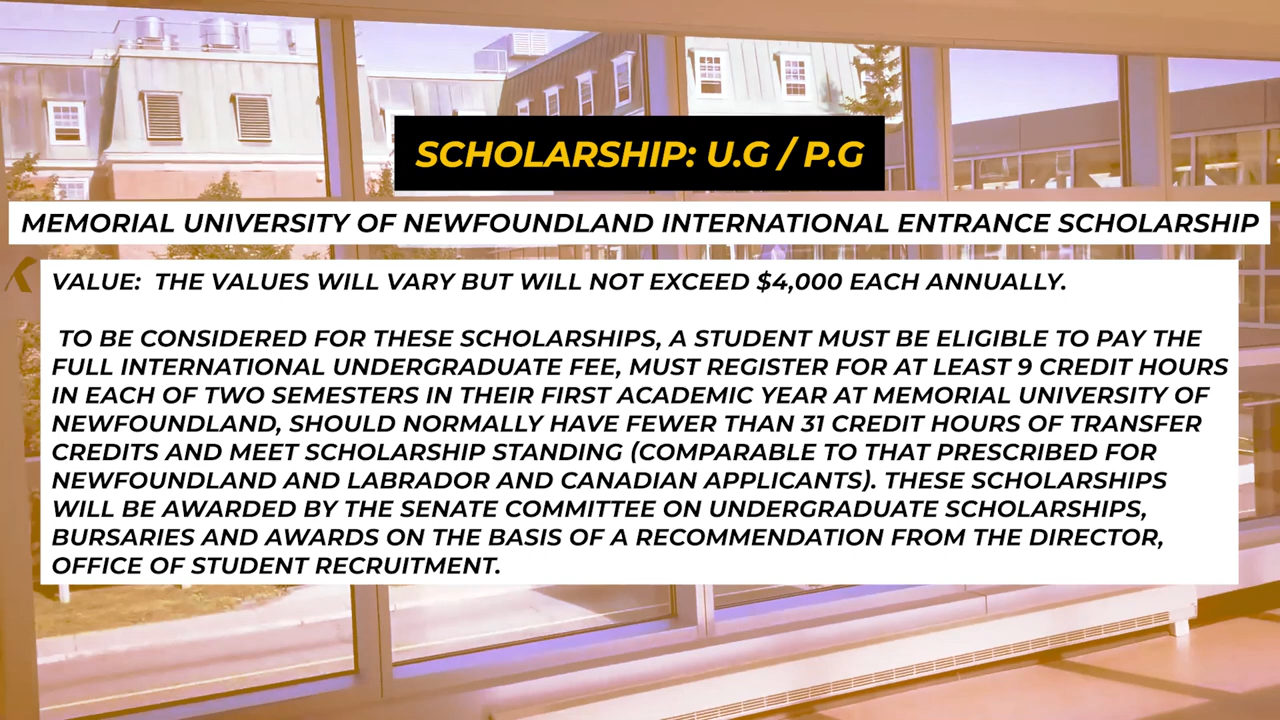 SCHOLARSHIP: U.G / P.G
MEMORIAL UNIVERSITY OF NEWFOUNDLAND INTERNATIONAL ENTRANCE SCHOLARSHIP
VALUE: THE VALUES WILL VARY BUT WILL NOT EXCEED $4,000 EACH ANNUALLY.
TO BE CONSIDERED FOR THESE SCHOLARSHIPS, A STUDENT MUST BE ELIGIBLE TO PAY THE
FULL INTERNATIONAL UNDERGRADUATE FEE, MUST REGISTER FOR AT LEAST 9 CREDIT HOURS
IN EACH OF TWO SEMESTERS IN THEIR FIRST ACADEMIC YEAR AT MEMORIAL UNIVERSITY OF
NEWFOUNDLAND, SHOULD NORMALLY HAVE FEWER THAN 31 CREDIT HOURS OF TRANSFER
CREDITS AND MEET SCHOLARSHIP STANDING (COMPARABLE TO THAT PRESCRIBED FOR
NEWFOUNDLAND AND LABRADOR AND CANADIAN APPLICANTS). THESE SCHOLARSHIPS
WILL BE AWARDED BY THE SENATE COMMITTEE ON UNDERGRADUATE SCHOLARSHIPS,
BURSARIES AND AWARDS ON THE BASIS OF A RECOMMENDATION FROM THE DIRECTOR,
OFFICE OF STUDENT RECRUITMENT.